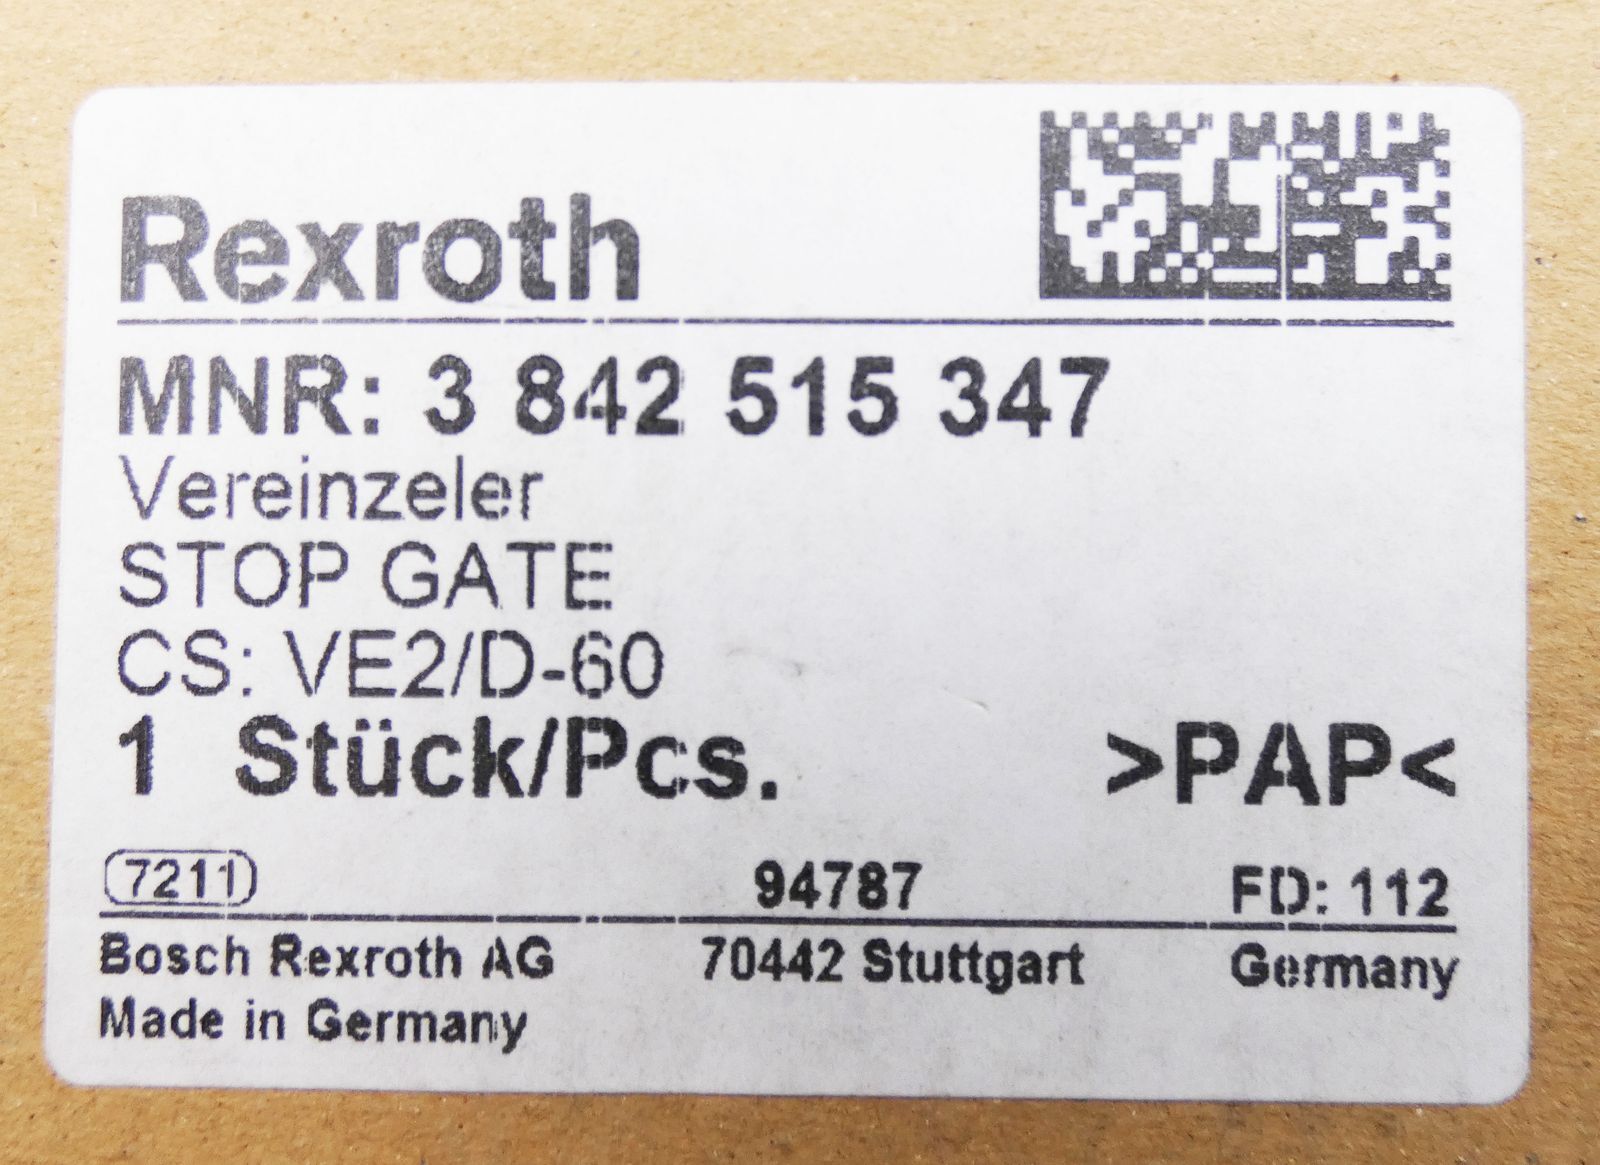 Rexroth
MNR: 3 842 515 347
Vereinzeler
STOP GATE
CS: VE2/D-60
1 Stück/Pcs. >PAP<
7211 94787 FD: 112
Bosch Rexroth AG 70442 Stuttgart Germany
Made in Germany